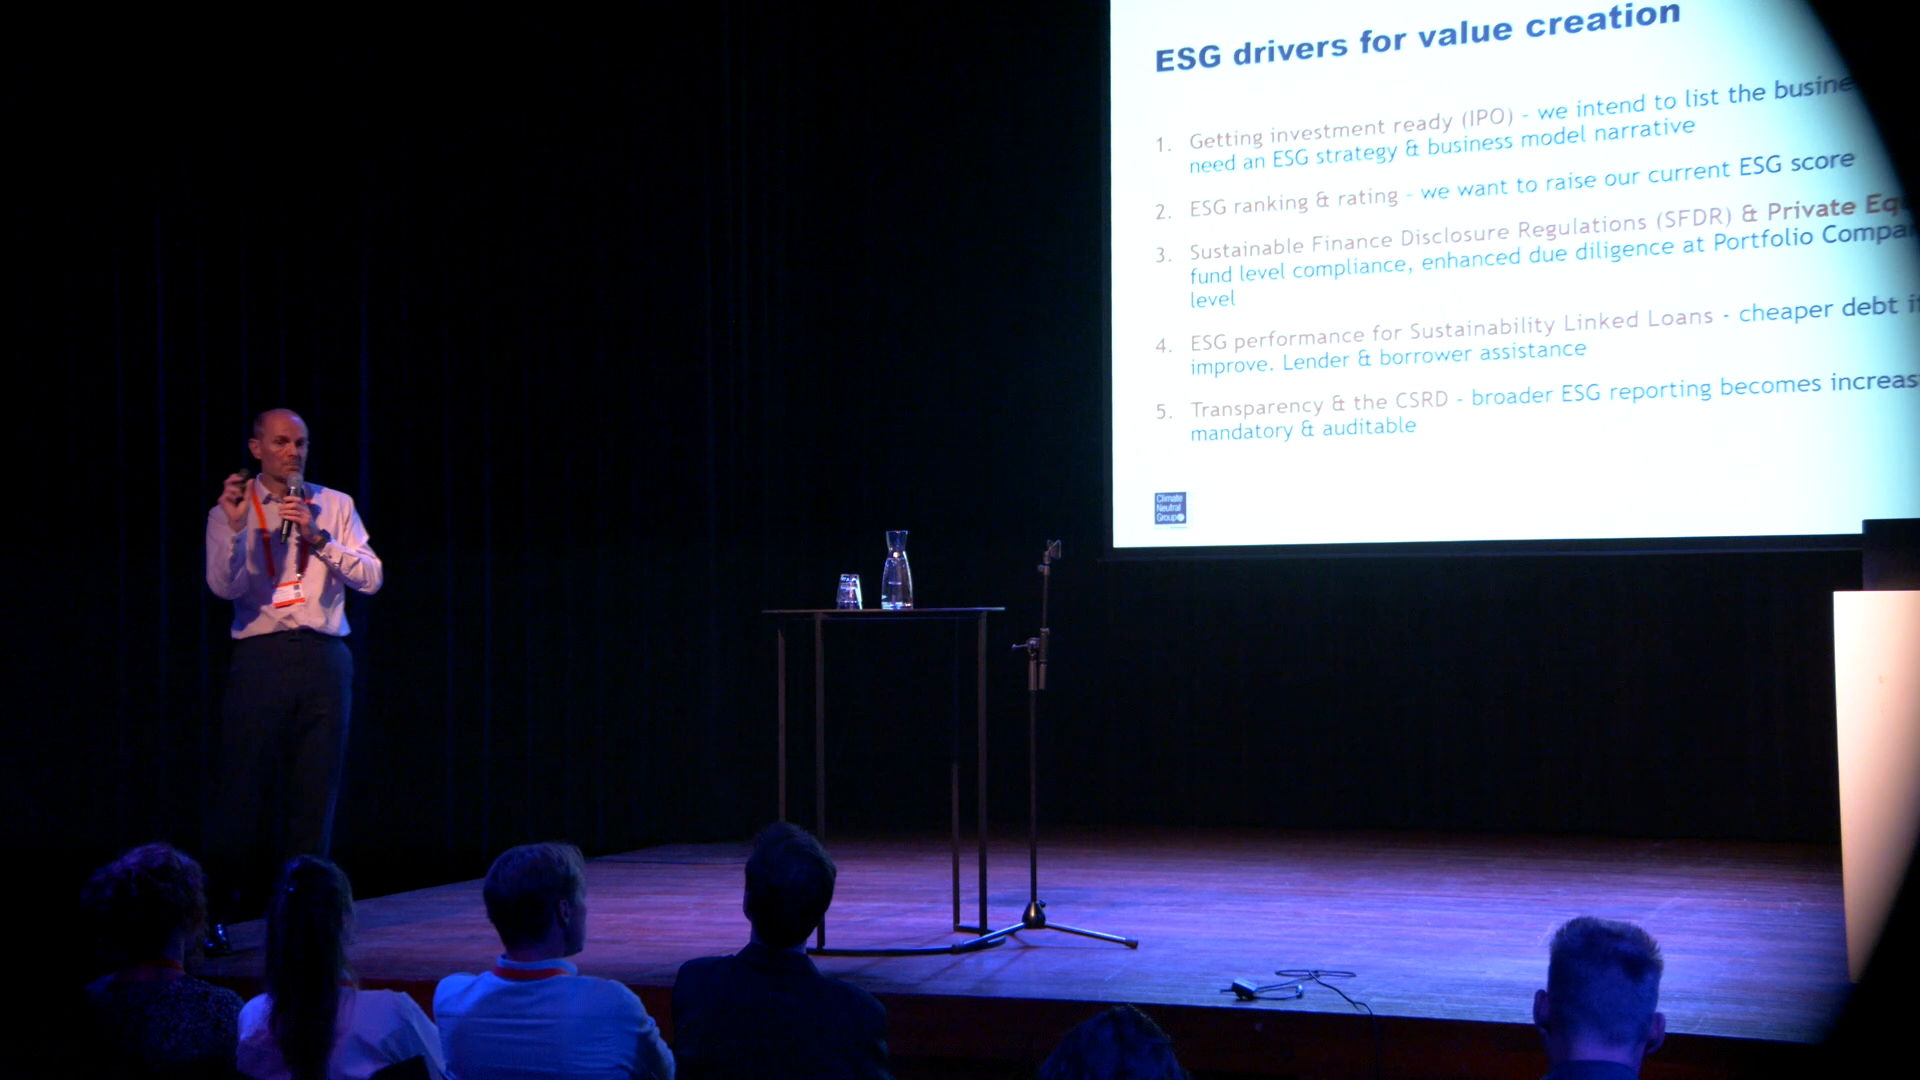 ESG drivers for value creation
1. Getting investment ready (IPO) - we intend to list the
need an ESG strategy & business model narrative
2. ESG ranking & rating - we want to raise our current ESG score
3. Sustainable Finance Disclosure Regulations (SFDR) & Private
fund level compliance, enhanced due diligence at Portfolio
level
4. ESG performance for Sustainability Linked Loans - cheaper debt
improve. Lender & borrower assistance
5. Transparency & the CSRD - broader ESG reporting becomes
mandatory & auditable
Climate
Neutral
Group